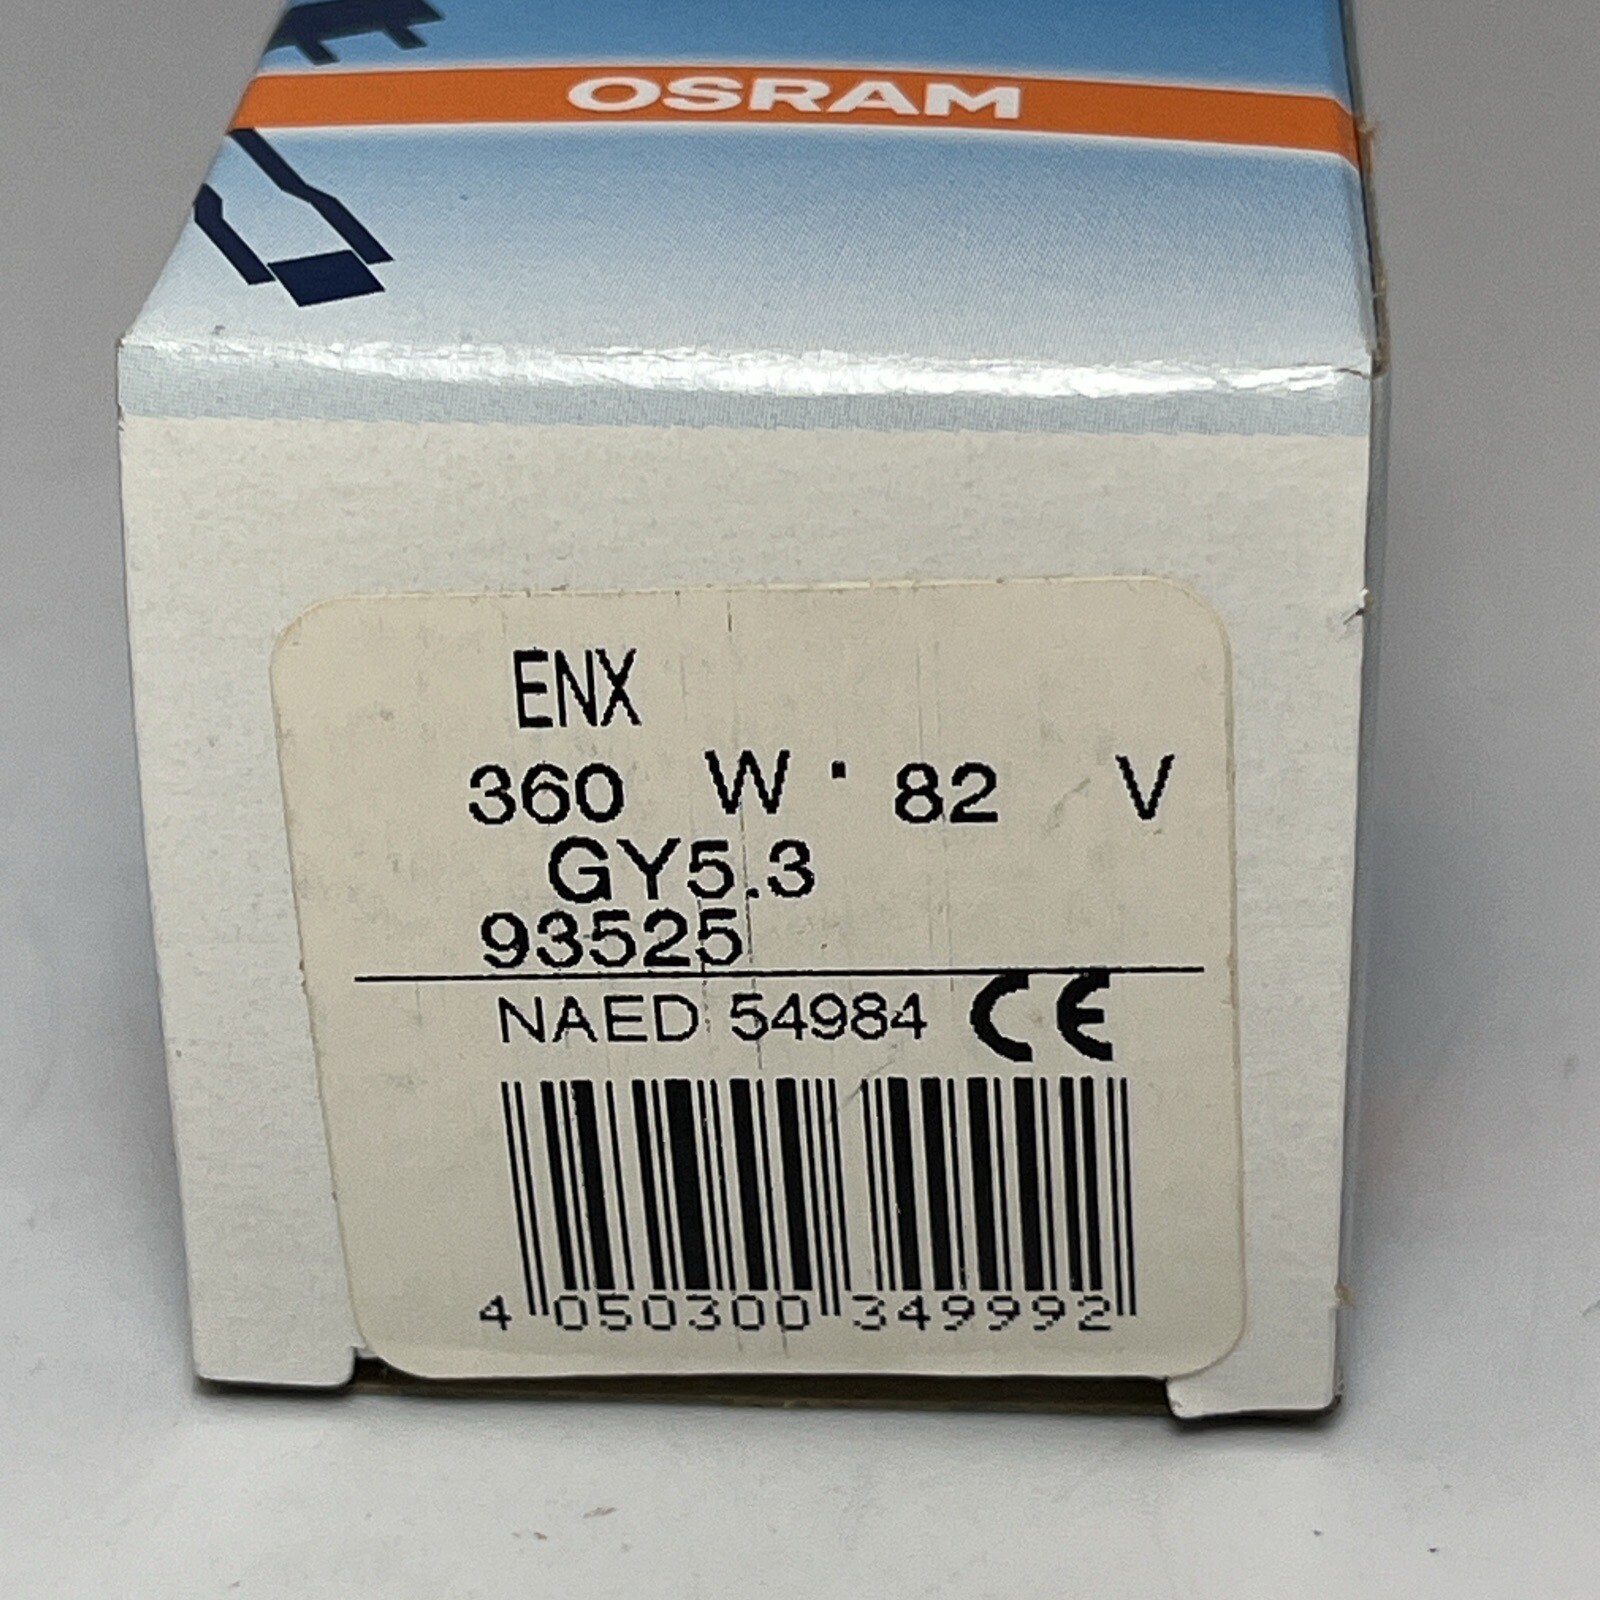 OSRAM
ENX
360 W · 82 V
GY5.3
93525
NAED 54984 CE
4 050300 349992